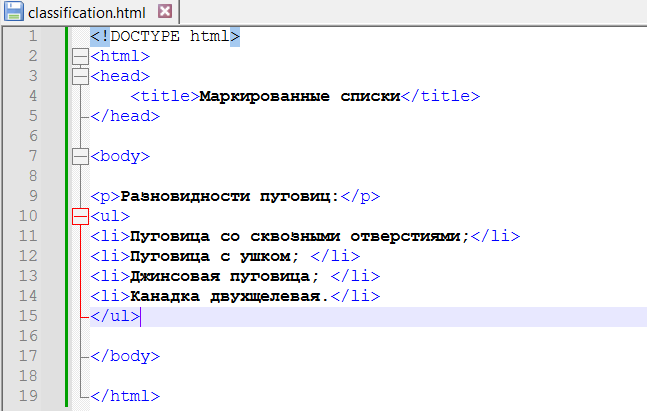 classification.html
1 <!DOCTYPE html>
2 <html>
3 <head>
4 <title>Маркированные списки</title>
5 </head>
6
7 <body>
8
9 <p>Разновидности пуговиц:</p>
10 <ul>
11 <li>Пуговица со сквозными отверстиями;</li>
12 <li>Пуговица с ушком; </li>
13 <li>Джинсовая пуговица; </li>
14 <li>Канадка двухщелевая.</li>
15 </ul>
16
17 </body>
18
19 </html>